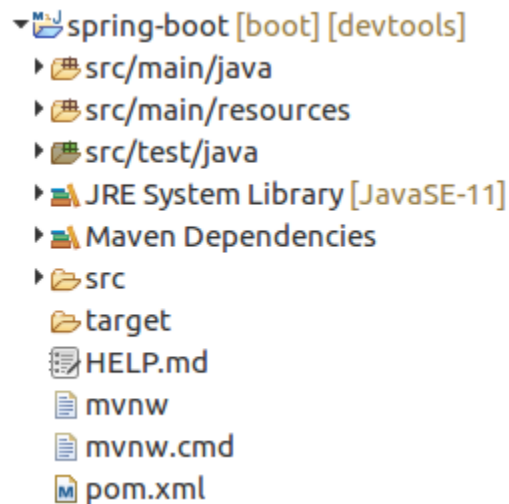 spring-boot [boot] [devtools]
src/main/java
src/main/resources
src/test/java
JRE System Library [JavaSE-11]
Maven Dependencies
src
target
HELP.md
mvnw
mvnw.cmd
pom.xml